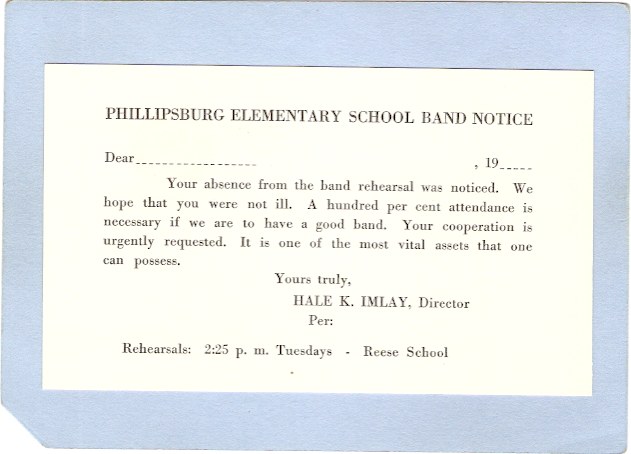 PHILLIPSBURG ELEMENTARY SCHOOL BAND NOTICE
Dear___________________ , 19_____
Your absence from the band rehearsal was noticed. We
hope that you were not ill. A hundred per cent attendance is
necessary if we are to have a good band. Your cooperation is
urgently requested. It is one of the most vital assets that one
can possess.
Yours truly,
HALE K. IMLAY, Director
Per:
Rehearsals: 2:25 p. m. Tuesdays - Reese School